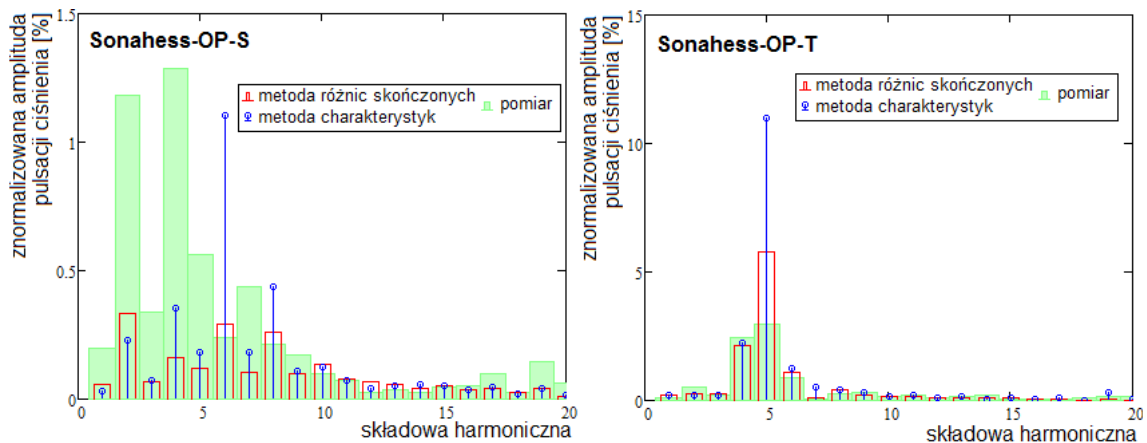 znormalizowana amplituda
pulsacji ciśnienia [%]
1.5
1
0.5
0
Sonahess-OP-S
metoda różnic skończonych
metoda charakterystyk
pomiar
0
5
10
15
20
składowa harmoniczna
znormalizowana amplituda
pulsacji ciśnienia [%]
15
10
5
0
Sonahess-OP-T
metoda różnic skończonych
metoda charakterystyk
pomiar
0
5
10
15
20
składowa harmoniczna